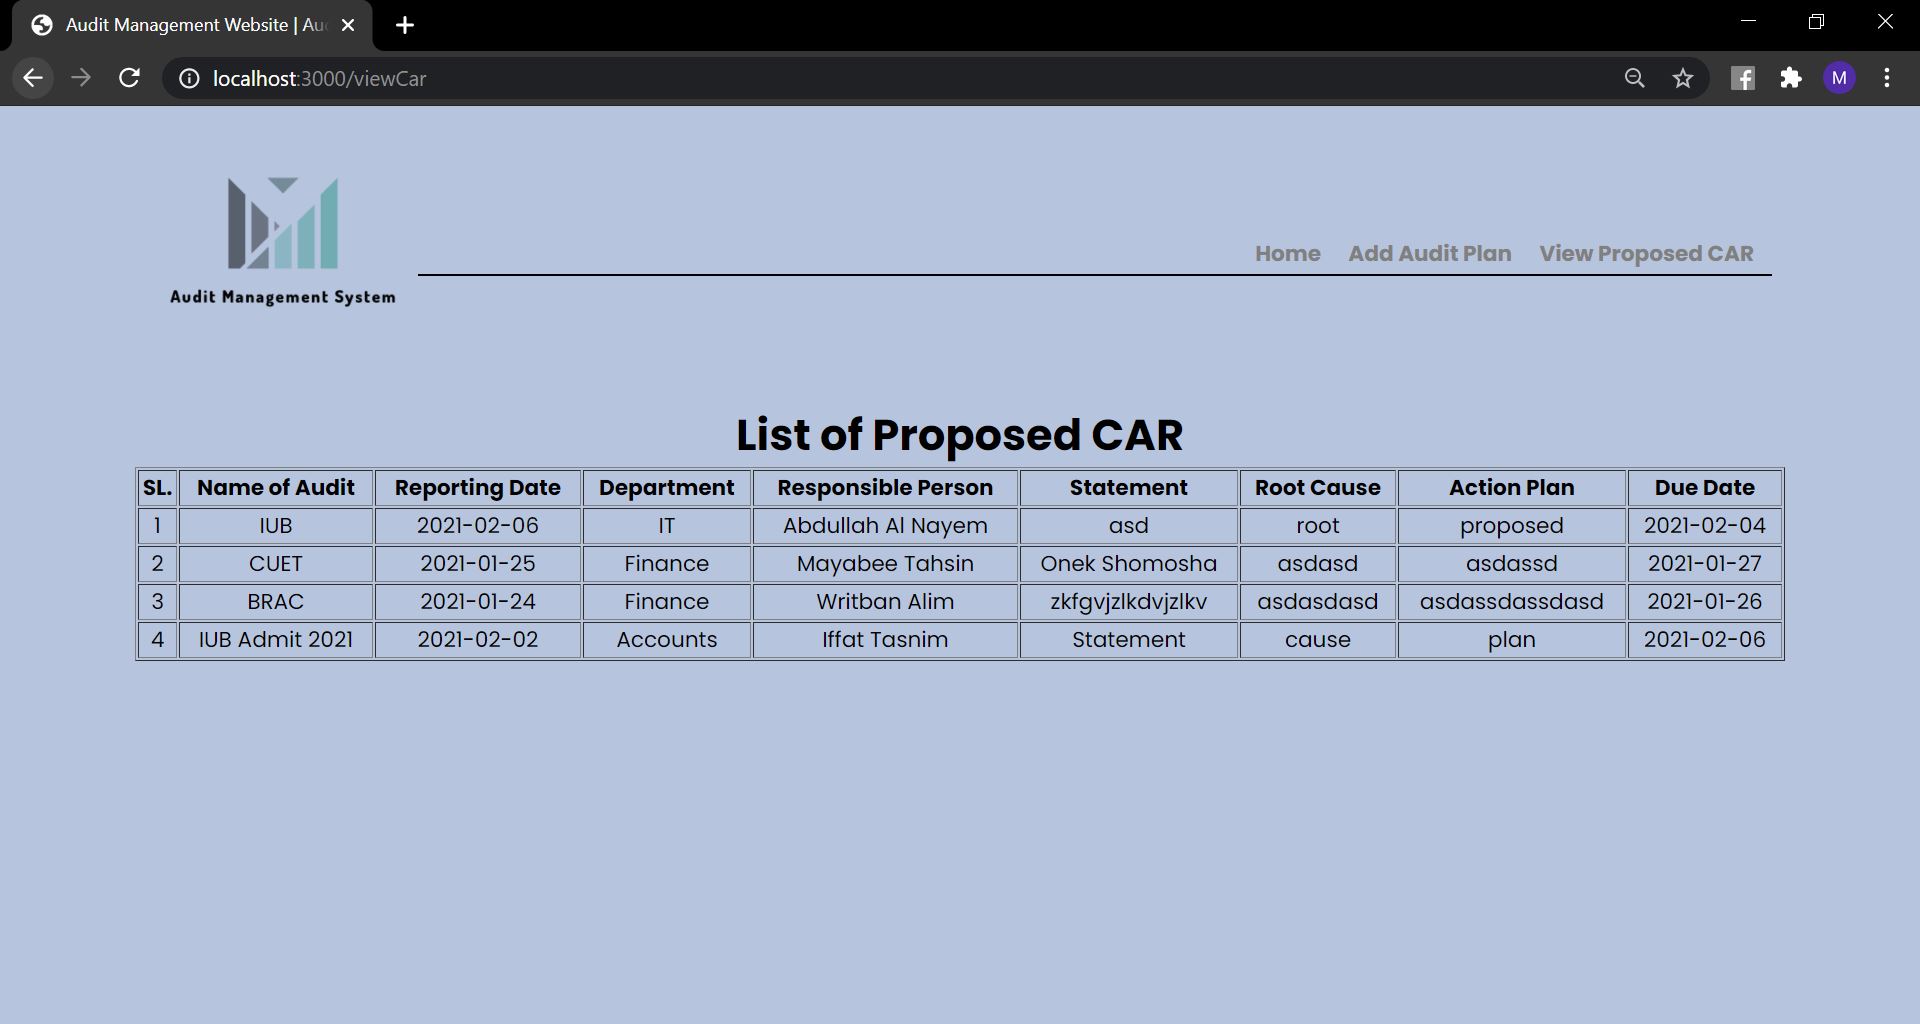 Audit Management Website | Au
localhost:3000/viewCar
M
Audit Management System
Home Add Audit Plan View Proposed CAR
List of Proposed CAR
SL. Name of Audit Reporting Date Department Responsible Person Statement Root Cause Action Plan Due Date
1 IUB 2021-02-06 IT Abdullah Al Nayem asd root proposed 2021-02-04
2 CUET 2021-01-25 Finance Mayabee Tahsin Onek Shomosha asdasd asdassd 2021-01-27
3 BRAC 2021-01-24 Finance Writban Alim zkfgvjzlkdvjzlkv asdasdasd asdassdassdasd 2021-01-26
4 IUB Admit 2021 2021-02-02 Accounts Iffat Tasnim Statement cause plan 2021-02-06